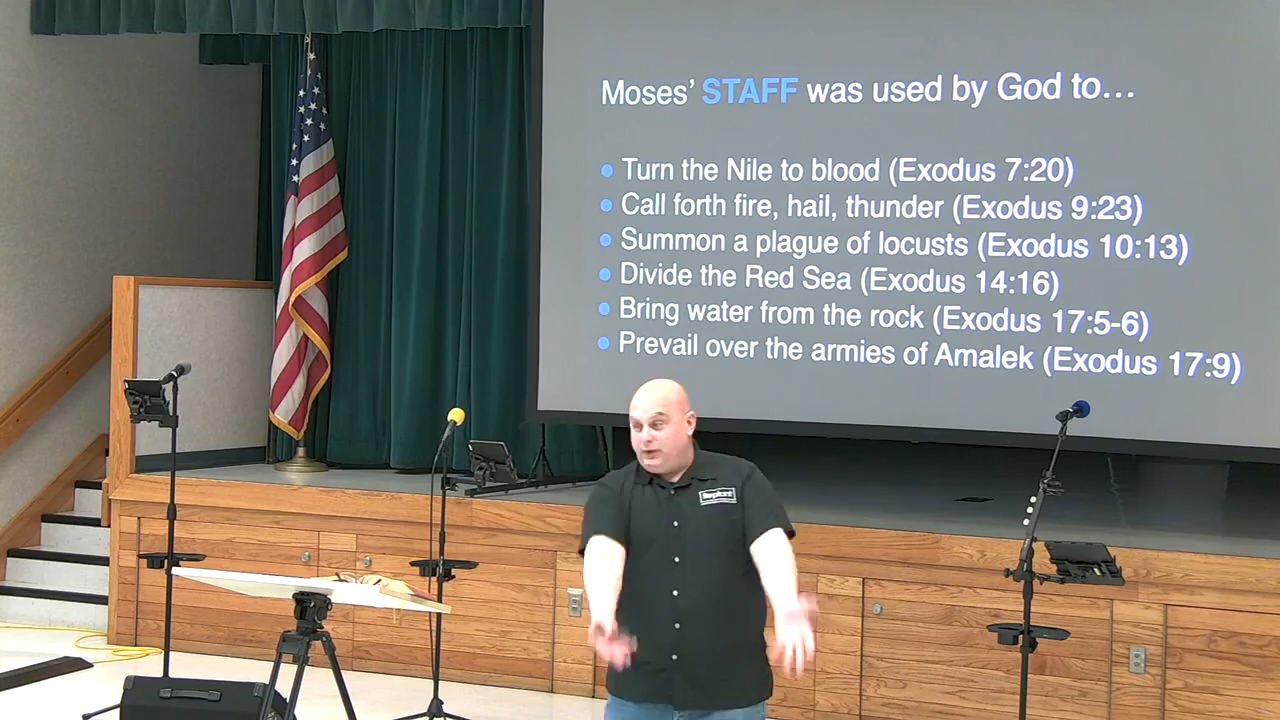 Moses’ STAFF was used by God to…
• Turn the Nile to blood (Exodus 7:20)
• Call forth fire, hail, thunder (Exodus 9:23)
• Summon a plague of locusts (Exodus 10:13)
• Divide the Red Sea (Exodus 14:16)
• Bring water from the rock (Exodus 17:5-6)
• Prevail over the armies of Amalek (Exodus 17:9)
Replant